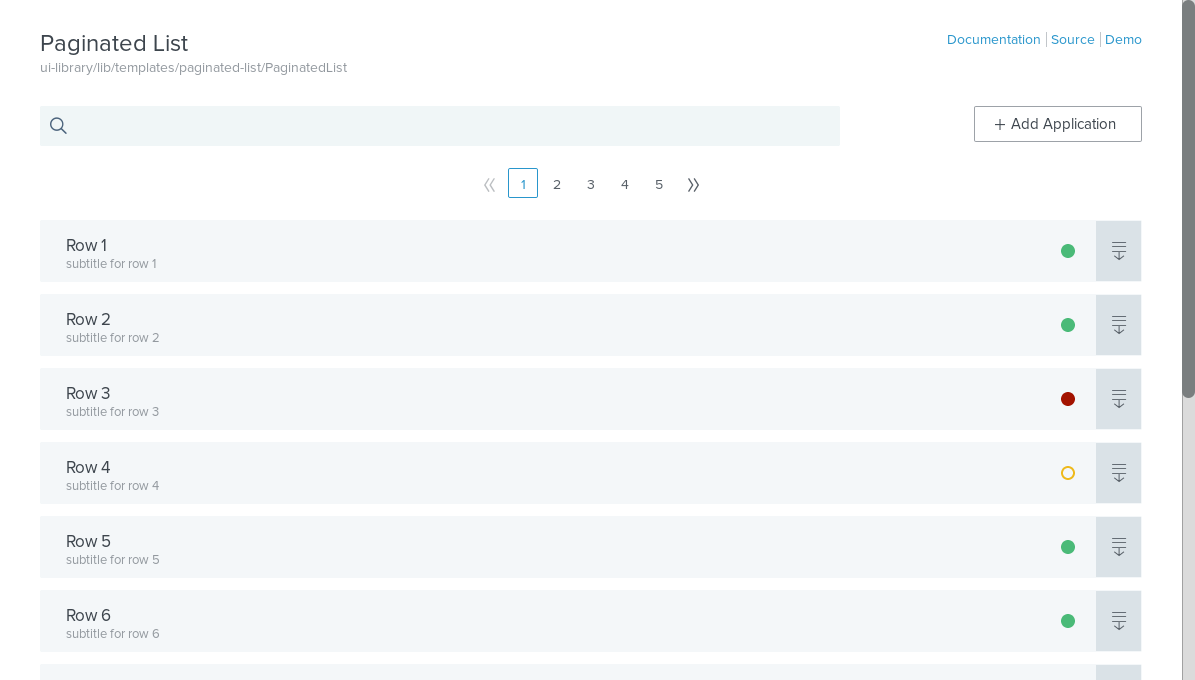 Paginated List
Documentation Source Demo
ui-library/lib/templates/paginated-list/PaginatedList
+ Add Application
« 1 2 3 4 5 »
Row 1
subtitle for row 1
Row 2
subtitle for row 2
Row 3
subtitle for row 3
Row 4
subtitle for row 4
Row 5
subtitle for row 5
Row 6
subtitle for row 6